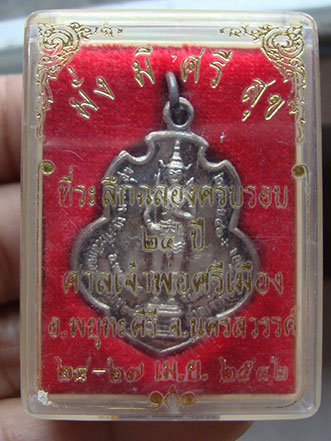 มั่ง มี ศรี สุข
ที่ระลึกฉลองครบรอบ
๒๕ ปี
ศาลเจ้าพ่อศรีเมือง
อ.พยุหะคีรี จ.นครสวรรค์
๒๔-๒๗ เม.ย. ๒๕๔๒